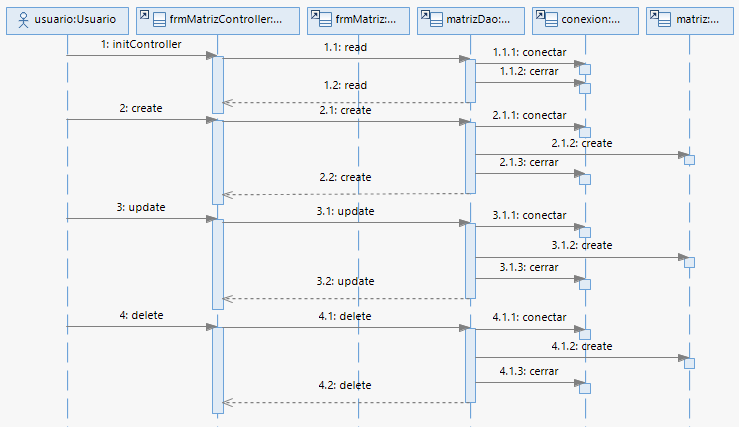 usuario:Usuario
frmMatrizController:...
frmMatriz:...
matrizDao:...
conexion:...
matriz:...
1: initController
1.1: read
1.1.1: conectar
1.1.2: cerrar
1.2: read
2: create
2.1: create
2.1.1: conectar
2.1.2: create
2.1.3: cerrar
2.2: create
3: update
3.1: update
3.1.1: conectar
3.1.2: create
3.1.3: cerrar
3.2: update
4: delete
4.1: delete
4.1.1: conectar
4.1.2: create
4.1.3: cerrar
4.2: delete